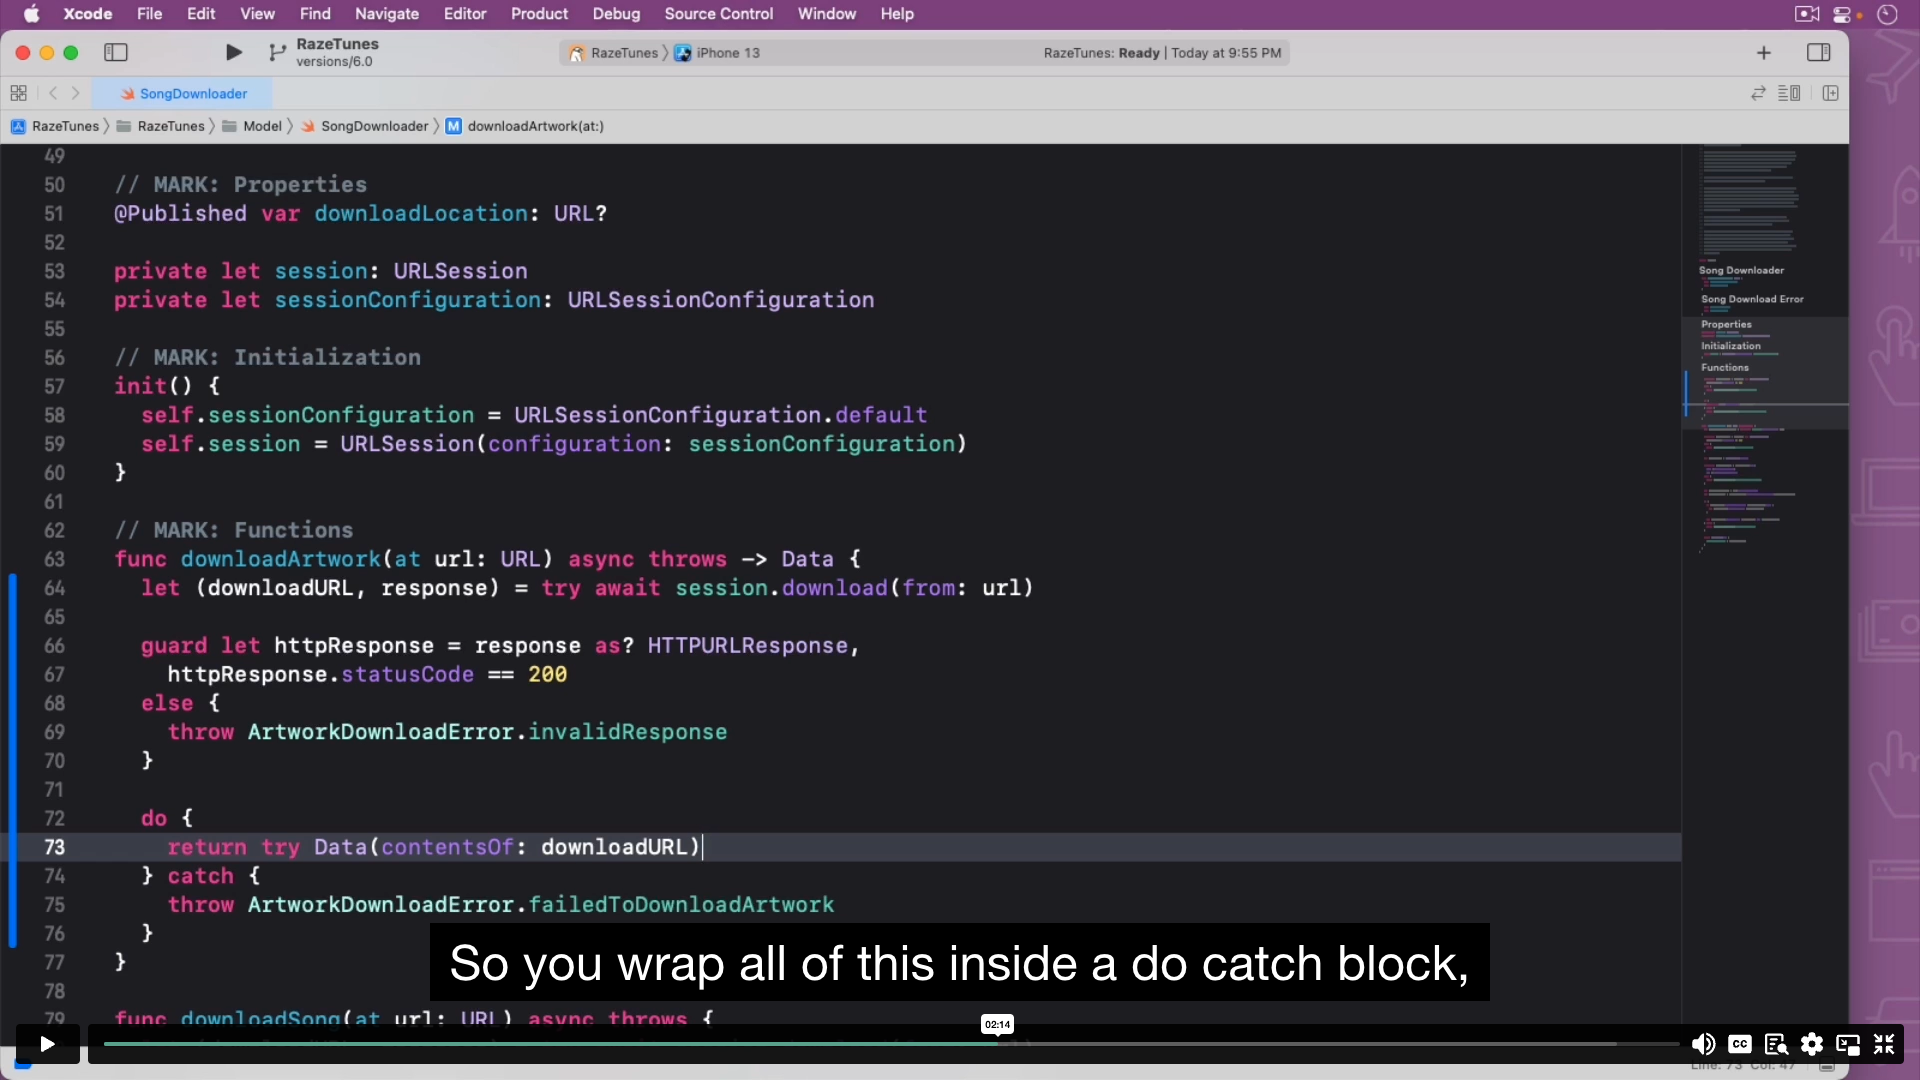 Xcode File Edit View Find Navigate Editor Product Debug Source Control Window Help
RazeTunes
versions/6.0
RazeTunes iPhone 13
RazeTunes: Ready | Today at 9:55 PM
SongDownloader
RazeTunes RazeTunes Model SongDownloader M downloadArtwork(at:)
49
50 // MARK: Properties
51 @Published var downloadLocation: URL?
52
53 private let session: URLSession
54 private let sessionConfiguration: URLSessionConfiguration
55
56 // MARK: Initialization
57 init() {
58 self.sessionConfiguration = URLSessionConfiguration.default
59 self.session = URLSession(configuration: sessionConfiguration)
60 }
61
62 // MARK: Functions
63 func downloadArtwork(at url: URL) async throws -> Data {
64 let (downloadURL, response) = try await session.download(from: url)
65
66 guard let httpResponse = response as? HTTPURLResponse,
67 httpResponse.statusCode == 200
68 else {
69 throw ArtworkDownloadError.invalidResponse
70 }
71
72 do {
73 return try Data(contentsOf: downloadURL)
74 } catch {
75 throw ArtworkDownloadError.failedToDownloadArtwork
76 }
77 }
78
79 func downloadSong(at url: URL) async throws {
Song Downloader
Song Download Error
Properties
Initialization
Functions
So you wrap all of this inside a do catch block,
02:14
CC
Line: 73 Col: 47